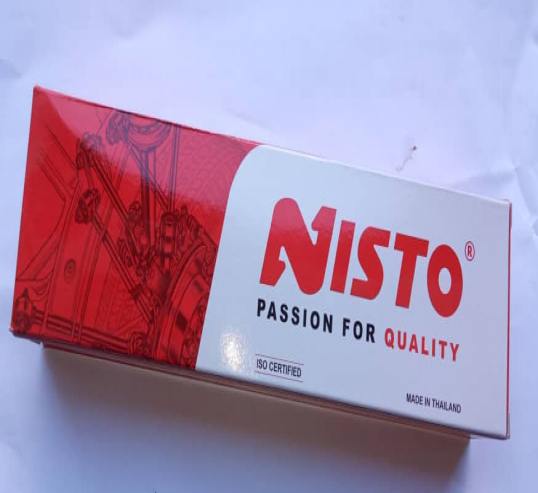 NISTO®
PASSION FOR QUALITY
ISO CERTIFIED
MADE IN THAILAND